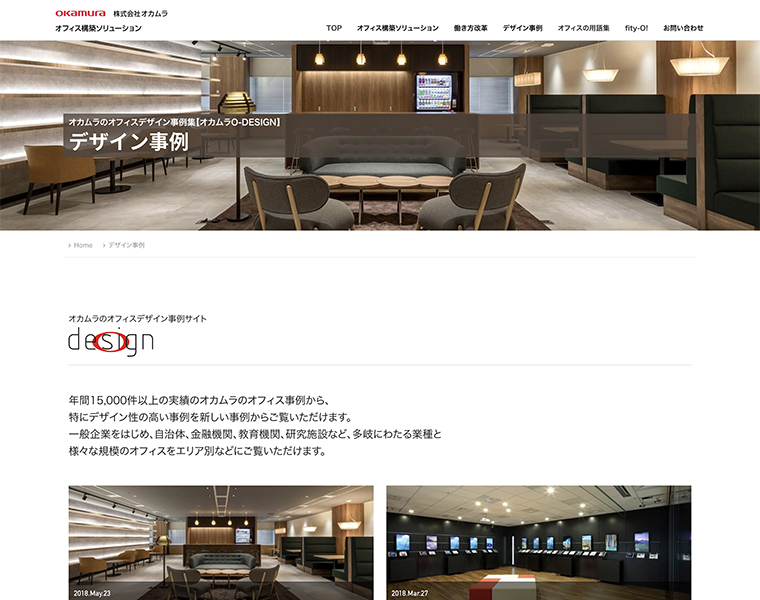 okamura 株式会社オカムラ
オフィス構築ソリューション
TOP オフィス構築ソリューション 働き方改革 デザイン事例 オフィスの用語集 fity-O! お問い合わせ
オカムラのオフィスデザイン事例集【オカムラO-DESIGN】
デザイン事例
Home デザイン事例
オカムラのオフィスデザイン事例サイト
design
年間15,000件以上の実績のオカムラのオフィス事例から、
特にデザイン性の高い事例を新しい事例からご覧いただけます。
一般企業をはじめ、自治体、金融機関、教育機関、研究施設など、多岐にわたる業種と
様々な規模のオフィスをエリア別などにご覧いただけます。
2018.May.23
2018.Mar.27